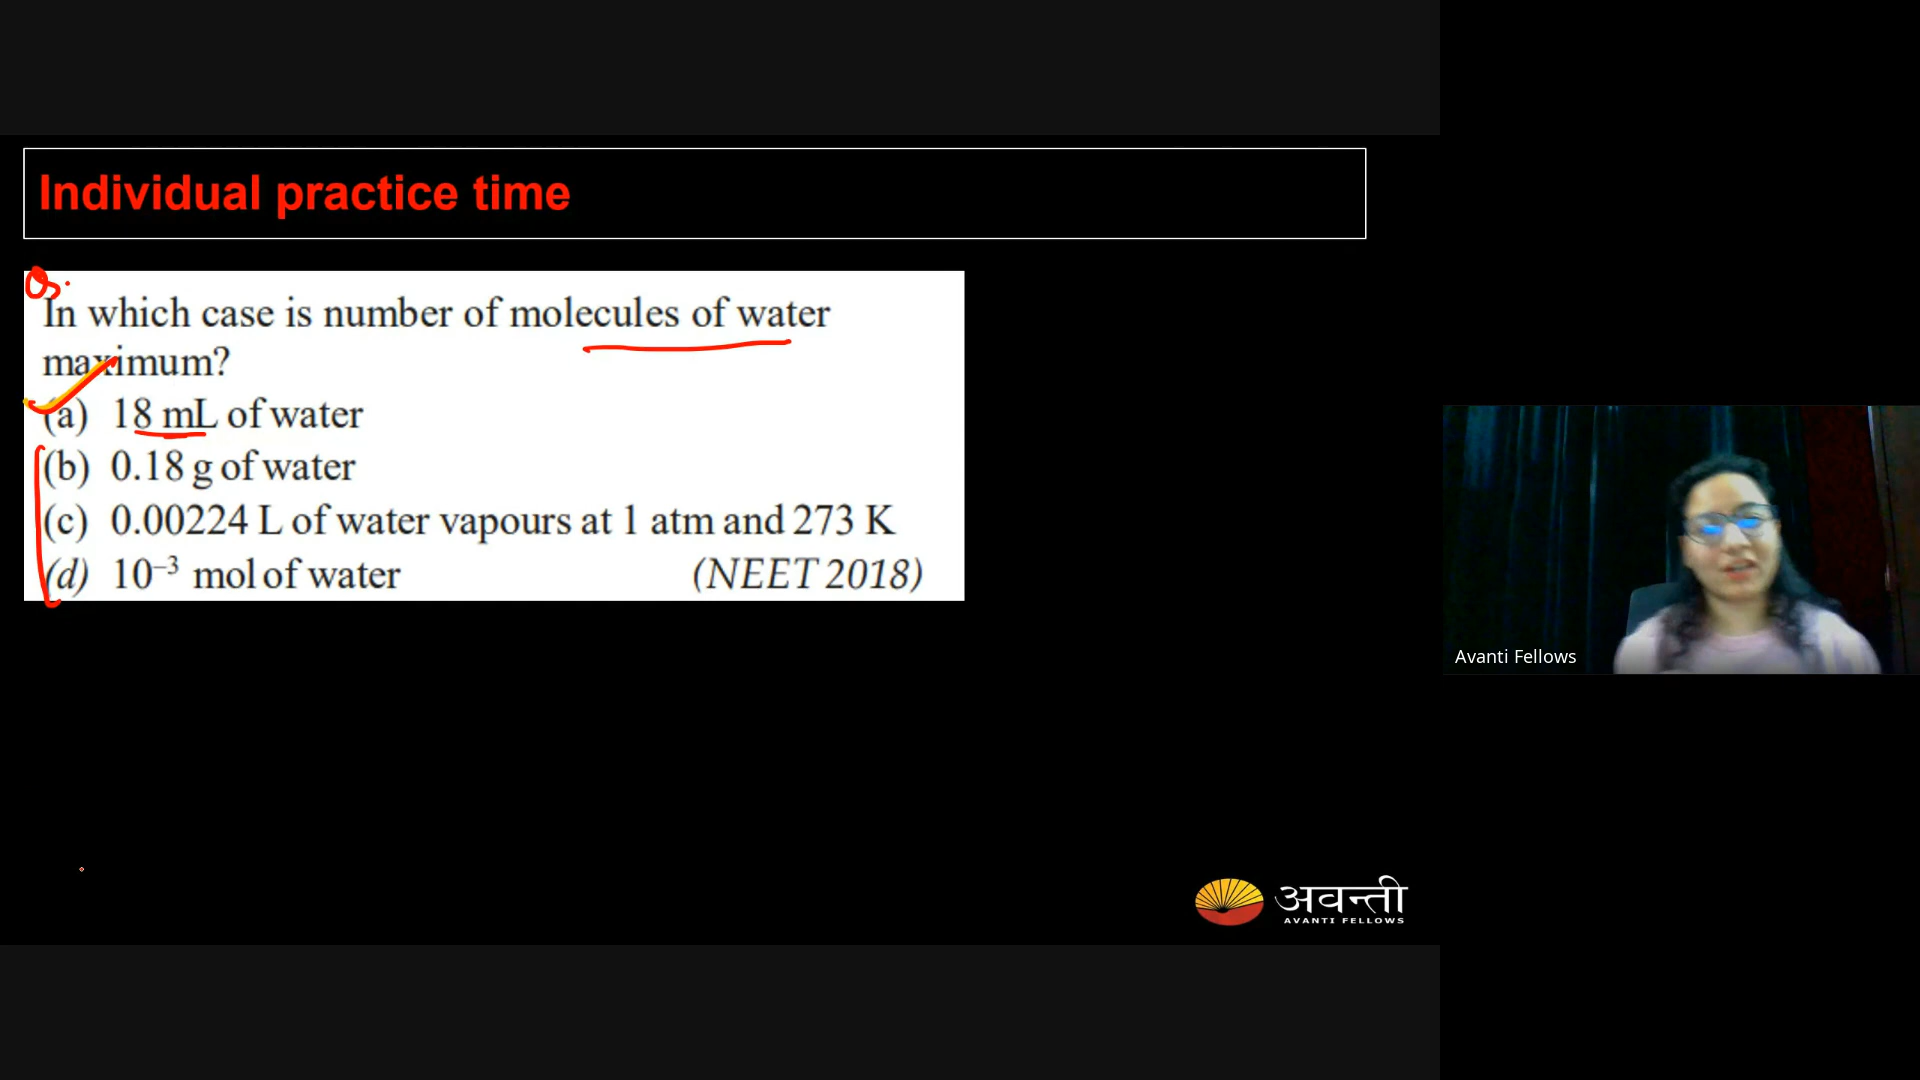 Individual practice time
Q.
In which case is number of molecules of water
maximum?
(a) 18 mL of water
(b) 0.18 g of water
(c) 0.00224 L of water vapours at 1 atm and 273 K
(d) 10⁻³ mol of water (NEET 2018)
Avanti Fellows
अवन्ती
AVANTI FELLOWS